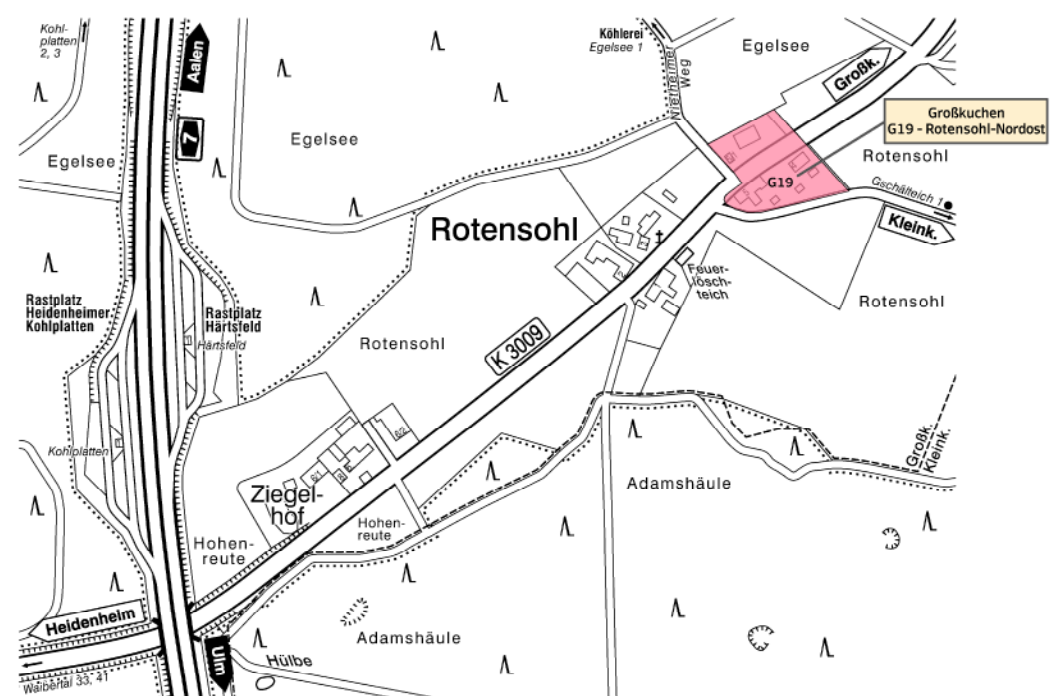 Kohl-
platten
2, 3
Aalen
7
Köhlerei
Egelsee 1
Nietheimer
Weg
Egelsee
Großk.
Großkuchen
G19 - Rotensohl-Nordost
Egelsee
Egelsee
Rotensohl
G19
Gschälteich 1
Kleink.
Rotensohl
Feuer-
lösch-
teich
Rotensohl
Rastplatz
Heidenheimer
Kohlplatten
Rastplatz
Härtsfeld
Härtsfeld
Rotensohl
K 3009
Kohlplatten
Ziegel-
hof
Hohen-
reute
Hohen-
reute
Adamshäule
Großk.
Kleink.
Heidenheim
Ulm
Adamshäule
Hülbe
Waibertal 33, 41